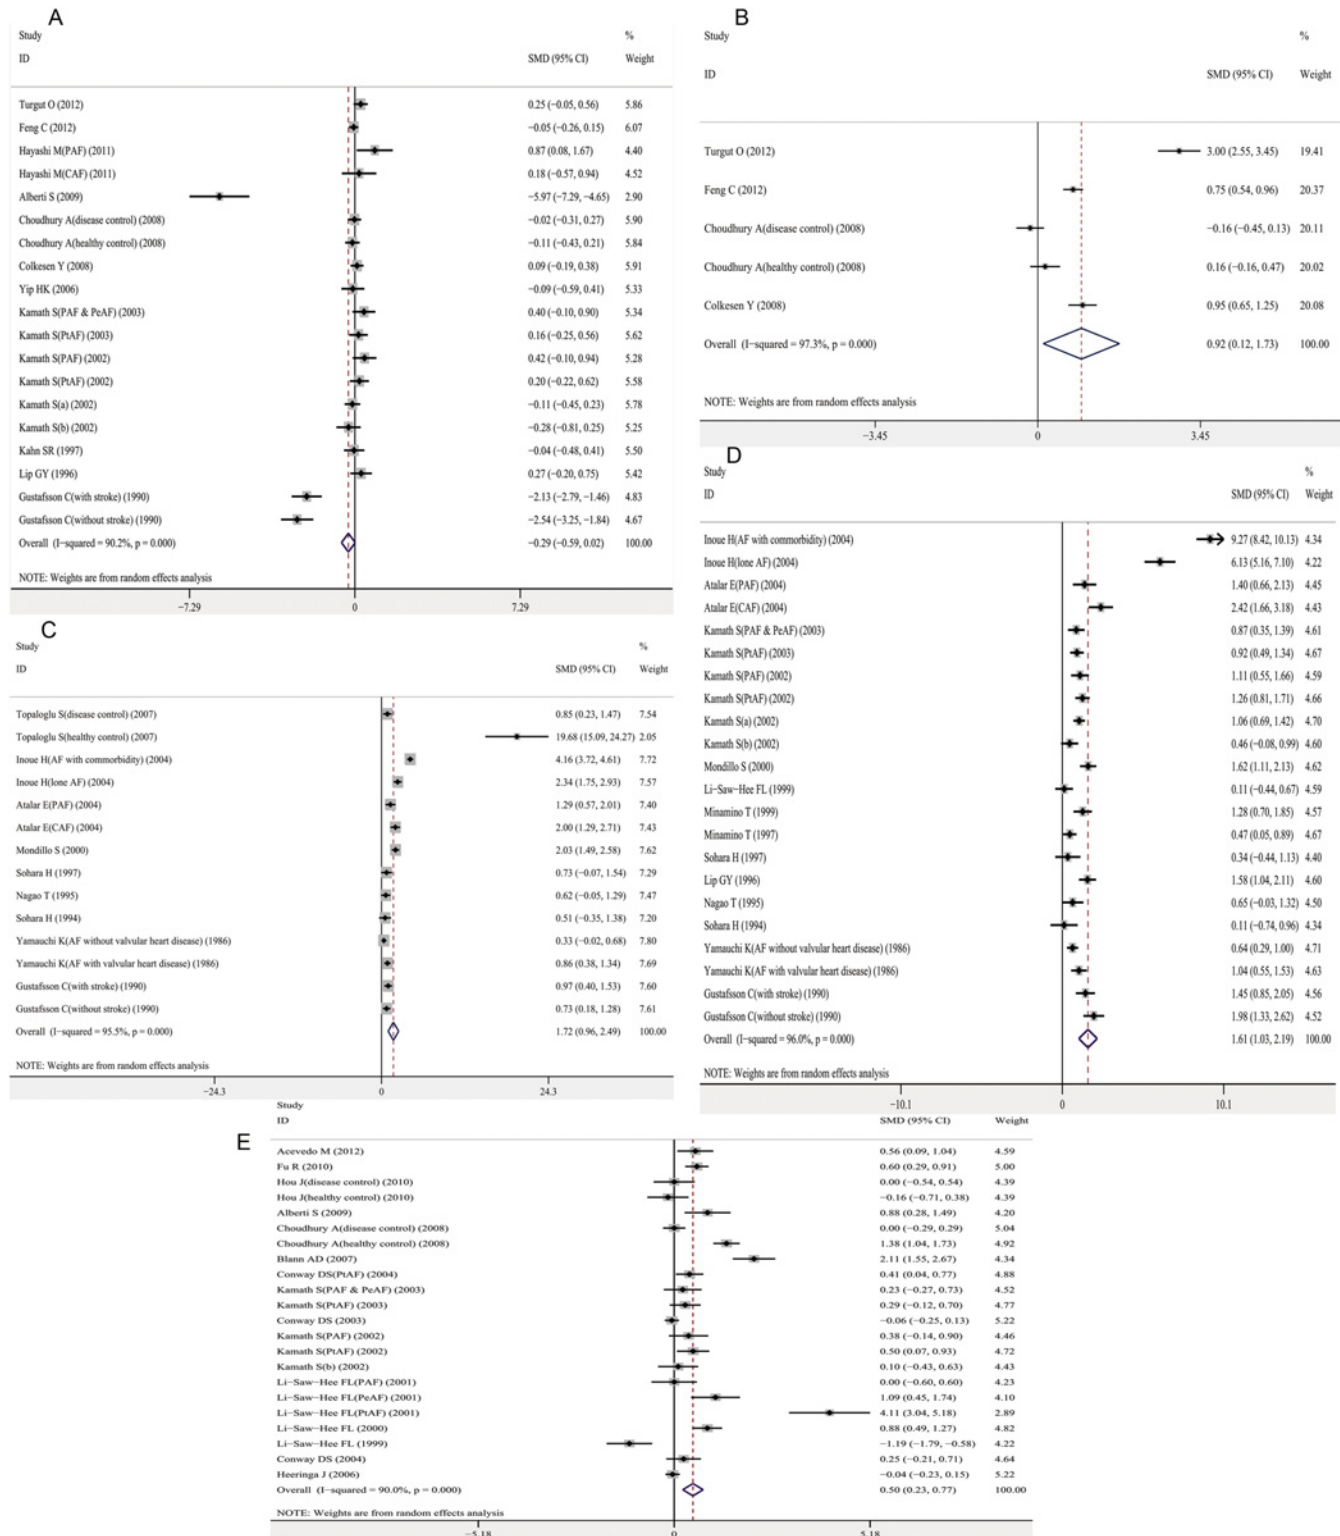 A
Study %
ID SMD (95% CI) Weight
Turgut O (2012) 0.25 (−0.05, 0.56) 5.86
Feng C (2012) −0.05 (−0.26, 0.15) 6.07
Hayashi M(PAF) (2011) 0.87 (0.08, 1.67) 4.40
Hayashi M(CAF) (2011) 0.18 (−0.57, 0.94) 4.52
Alberti S (2009) −5.97 (−7.29, −4.65) 2.90
Choudhury A(disease control) (2008) −0.02 (−0.31, 0.27) 5.90
Choudhury A(healthy control) (2008) −0.11 (−0.43, 0.21) 5.84
Colkesen Y (2008) 0.09 (−0.19, 0.38) 5.91
Yip HK (2006) −0.09 (−0.59, 0.41) 5.33
Kamath S(PAF & PeAF) (2003) 0.40 (−0.10, 0.90) 5.34
Kamath S(PtAF) (2003) 0.16 (−0.25, 0.56) 5.62
Kamath S(PAF) (2002) 0.42 (−0.10, 0.94) 5.28
Kamath S(PtAF) (2002) 0.20 (−0.22, 0.62) 5.58
Kamath S(a) (2002) −0.11 (−0.45, 0.23) 5.78
Kamath S(b) (2002) −0.28 (−0.81, 0.25) 5.25
Kahn SR (1997) −0.04 (−0.48, 0.41) 5.50
Lip GY (1996) 0.27 (−0.20, 0.75) 5.42
Gustafsson C(with stroke) (1990) −2.13 (−2.79, −1.46) 4.83
Gustafsson C(without stroke) (1990) −2.54 (−3.25, −1.84) 4.67
Overall (I−squared = 90.2%, p = 0.000) −0.29 (−0.59, 0.02) 100.00
NOTE: Weights are from random effects analysis
−7.29 0 7.29
B
Study %
ID SMD (95% CI) Weight
Turgut O (2012) 3.00 (2.55, 3.45) 19.41
Feng C (2012) 0.75 (0.54, 0.96) 20.37
Choudhury A(disease control) (2008) −0.16 (−0.45, 0.13) 20.11
Choudhury A(healthy control) (2008) 0.16 (−0.16, 0.47) 20.02
Colkesen Y (2008) 0.95 (0.65, 1.25) 20.08
Overall (I−squared = 97.3%, p = 0.000) 0.92 (0.12, 1.73) 100.00
NOTE: Weights are from random effects analysis
−3.45 0 3.45
C
Study %
ID SMD (95% CI) Weight
Topaloglu S(disease control) (2007) 0.85 (0.23, 1.47) 7.54
Topaloglu S(healthy control) (2007) 19.68 (15.09, 24.27) 2.05
Inoue H(AF with commorbidity) (2004) 4.16 (3.72, 4.61) 7.72
Inoue H(lone AF) (2004) 2.34 (1.75, 2.93) 7.57
Atalar E(PAF) (2004) 1.29 (0.57, 2.01) 7.40
Atalar E(CAF) (2004) 2.00 (1.29, 2.71) 7.43
Mondillo S (2000) 2.03 (1.49, 2.58) 7.62
Sohara H (1997) 0.73 (−0.07, 1.54) 7.29
Nagao T (1995) 0.62 (−0.05, 1.29) 7.47
Sohara H (1994) 0.51 (−0.35, 1.38) 7.20
Yamauchi K(AF without valvular heart disease) (1986) 0.33 (−0.02, 0.68) 7.80
Yamauchi K(AF with valvular heart disease) (1986) 0.86 (0.38, 1.34) 7.69
Gustafsson C(with stroke) (1990) 0.97 (0.40, 1.53) 7.60
Gustafsson C(without stroke) (1990) 0.73 (0.18, 1.28) 7.61
Overall (I−squared = 95.5%, p = 0.000) 1.72 (0.96, 2.49) 100.00
NOTE: Weights are from random effects analysis
−24.3 0 24.3
D
Study %
ID SMD (95% CI) Weight
Inoue H(AF with commorbidity) (2004) 9.27 (8.42, 10.13) 4.34
Inoue H(lone AF) (2004) 6.13 (5.16, 7.10) 4.22
Atalar E(PAF) (2004) 1.40 (0.66, 2.13) 4.45
Atalar E(CAF) (2004) 2.42 (1.66, 3.18) 4.43
Kamath S(PAF & PeAF) (2003) 0.87 (0.35, 1.39) 4.61
Kamath S(PtAF) (2003) 0.92 (0.49, 1.34) 4.67
Kamath S(PAF) (2002) 1.11 (0.55, 1.66) 4.59
Kamath S(PtAF) (2002) 1.26 (0.81, 1.71) 4.66
Kamath S(a) (2002) 1.06 (0.69, 1.42) 4.70
Kamath S(b) (2002) 0.46 (−0.08, 0.99) 4.60
Mondillo S (2000) 1.62 (1.11, 2.13) 4.62
Li−Saw−Hee FL (1999) 0.11 (−0.44, 0.67) 4.59
Minamino T (1999) 1.28 (0.70, 1.85) 4.57
Minamino T (1997) 0.47 (0.05, 0.89) 4.67
Sohara H (1997) 0.34 (−0.44, 1.13) 4.40
Lip GY (1996) 1.58 (1.04, 2.11) 4.60
Nagao T (1995) 0.65 (−0.03, 1.32) 4.50
Sohara H (1994) 0.11 (−0.74, 0.96) 4.34
Yamauchi K(AF without valvular heart disease) (1986) 0.64 (0.29, 1.00) 4.71
Yamauchi K(AF with valvular heart disease) (1986) 1.04 (0.55, 1.53) 4.63
Gustafsson C(with stroke) (1990) 1.45 (0.85, 2.05) 4.56
Gustafsson C(without stroke) (1990) 1.98 (1.33, 2.62) 4.52
Overall (I−squared = 96.0%, p = 0.000) 1.61 (1.03, 2.19) 100.00
NOTE: Weights are from random effects analysis
−10.1 0 10.1
E
Study %
ID SMD (95% CI) Weight
Acevedo M (2012) 0.56 (0.09, 1.04) 4.59
Fu R (2010) 0.60 (0.29, 0.91) 5.00
Hou J(disease control) (2010) 0.00 (−0.54, 0.54) 4.39
Hou J(healthy control) (2010) −0.16 (−0.71, 0.38) 4.39
Alberti S (2009) 0.88 (0.28, 1.49) 4.20
Choudhury A(disease control) (2008) 0.00 (−0.29, 0.29) 5.04
Choudhury A(healthy control) (2008) 1.38 (1.04, 1.73) 4.92
Blann AD (2007) 2.11 (1.55, 2.67) 4.34
Conway DS(PtAF) (2004) 0.41 (0.04, 0.77) 4.88
Kamath S(PAF & PeAF) (2003) 0.23 (−0.27, 0.73) 4.52
Kamath S(PtAF) (2003) 0.29 (−0.12, 0.70) 4.77
Conway DS (2003) −0.06 (−0.25, 0.13) 5.22
Kamath S(PAF) (2002) 0.38 (−0.14, 0.90) 4.46
Kamath S(PtAF) (2002) 0.50 (0.07, 0.93) 4.72
Kamath S(b) (2002) 0.10 (−0.43, 0.63) 4.43
Li−Saw−Hee FL(PAF) (2001) 0.00 (−0.60, 0.60) 4.23
Li−Saw−Hee FL(PeAF) (2001) 1.09 (0.45, 1.74) 4.10
Li−Saw−Hee FL(PtAF) (2001) 4.11 (3.04, 5.18) 2.89
Li−Saw−Hee FL (2000) 0.88 (0.49, 1.27) 4.82
Li−Saw−Hee FL (1999) −1.19 (−1.79, −0.58) 4.22
Conway DS (2004) 0.25 (−0.21, 0.71) 4.64
Heeringa J (2006) −0.04 (−0.23, 0.15) 5.22
Overall (I−squared = 90.0%, p = 0.000) 0.50 (0.23, 0.77) 100.00
NOTE: Weights are from random effects analysis
−5.18 0 5.18